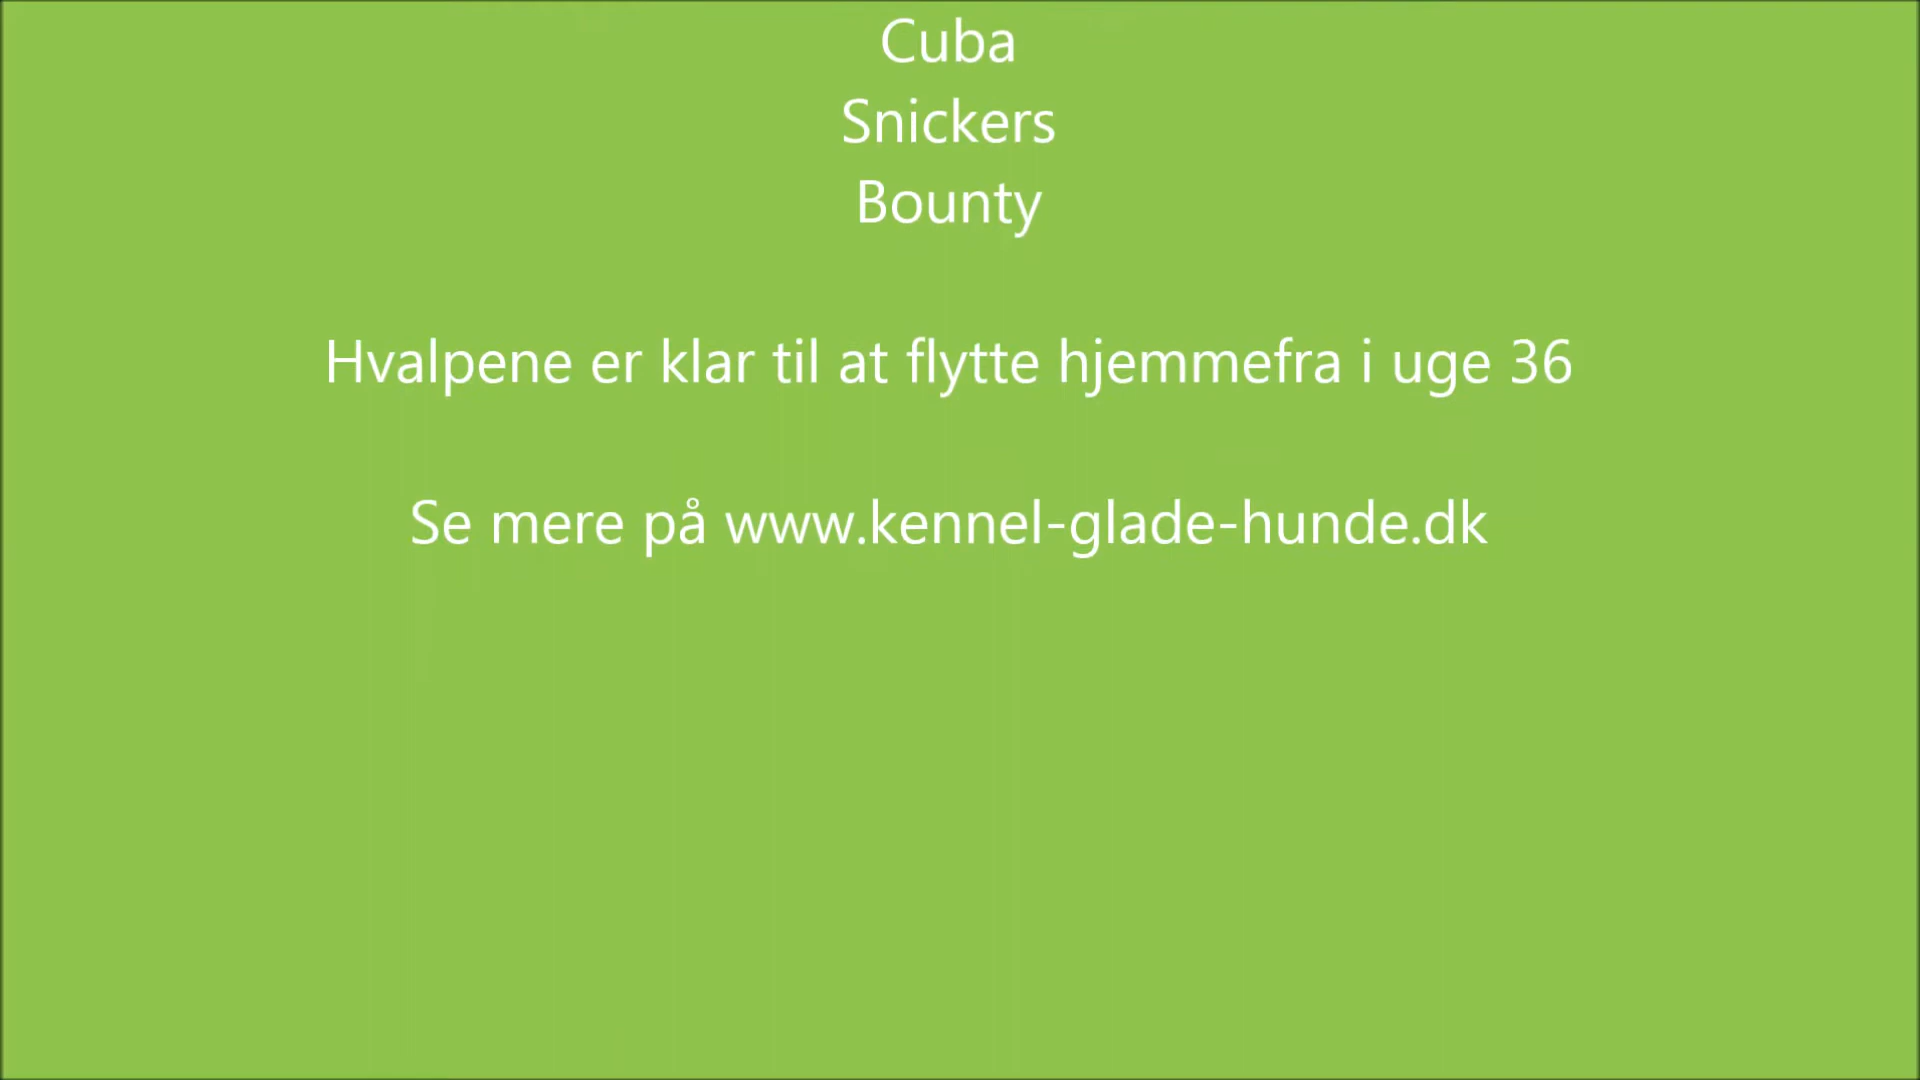 Cuba
Snickers
Bounty
Hvalpene er klar til at flytte hjemmefra i uge 36
Se mere på www.kennel-glade-hunde.dk